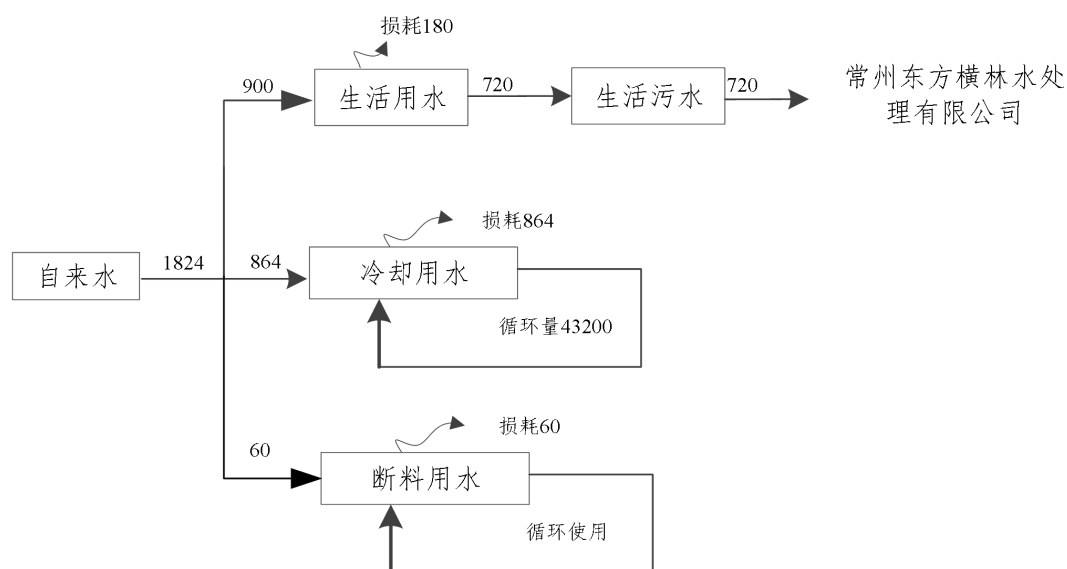 损耗180
900
生活用水
720
生活污水
720
常州东方横林水处
理有限公司
损耗864
自来水
1824
864
冷却用水
循环量43200
损耗60
60
断料用水
循环使用